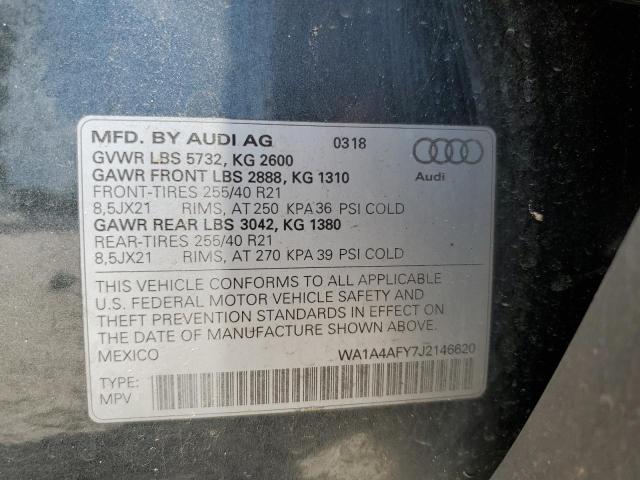 MFD. BY AUDI AG 0318
GVWR LBS 5732, KG 2600
GAWR FRONT LBS 2888, KG 1310
Audi
FRONT-TIRES 255/40 R21
8,5JX21 RIMS, AT 250 KPA 36 PSI COLD
GAWR REAR LBS 3042, KG 1380
REAR-TIRES 255/40 R21
8,5JX21 RIMS, AT 270 KPA 39 PSI COLD
THIS VEHICLE CONFORMS TO ALL APPLICABLE
U.S. FEDERAL MOTOR VEHICLE SAFETY AND
THEFT PREVENTION STANDARDS IN EFFECT ON THE
DATE OF MANUFACTURE SHOWN ABOVE.
MEXICO WA1A4AFY7J2146620
TYPE:
MPV